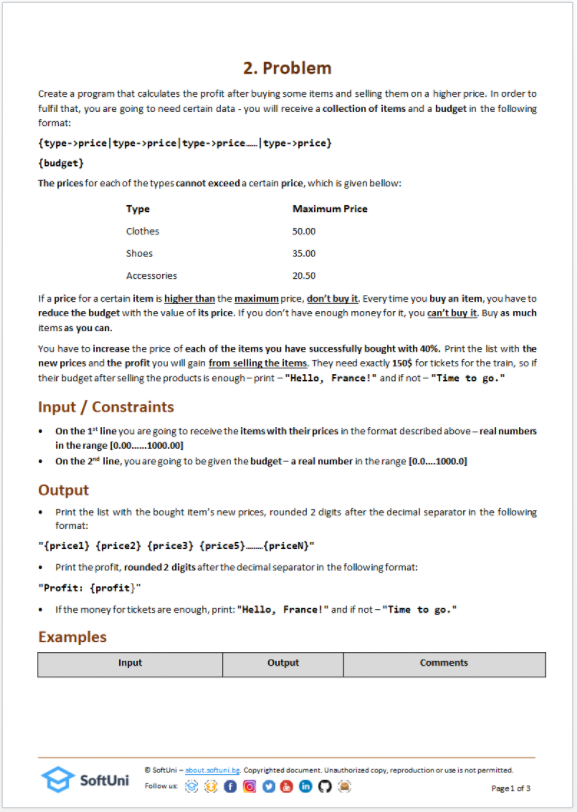 2. Problem
Create a program that calculates the profit after buying some items and selling them on a higher price. In order to
fulfil that, you are going to need certain data - you will receive a collection of items and a budget in the following
format:
{type->price|type->price|type->price……|type->price}
{budget}
The prices for each of the types cannot exceed a certain price, which is given bellow:
Type Maximum Price
Clothes 50.00
Shoes 35.00
Accessories 20.50
If a price for a certain item is higher than the maximum price, don't buy it. Every time you buy an item, you have to
reduce the budget with the value of its price. If you don't have enough money for it, you can't buy it. Buy as much
items as you can.
You have to increase the price of each of the items you have successfully bought with 40%. Print the list with the
new prices and the profit you will gain from selling the items. They need exactly 150$ for tickets for the train, so if
their budget after selling the products is enough – print – "Hello, France!" and if not – "Time to go."
Input / Constraints
• On the 1st line you are going to receive the items with their prices in the format described above – real numbers
in the range [0.00……1000.00]
• On the 2nd line, you are going to be given the budget – a real number in the range [0.0….1000.0]
Output
• Print the list with the bought item's new prices, rounded 2 digits after the decimal separator in the following
format:
"{price1} {price2} {price3} {price5}………{priceN}"
• Print the profit, rounded 2 digits after the decimal separator in the following format:
"Profit: {profit}"
• If the money for tickets are enough, print: "Hello, France!" and if not – "Time to go."
Examples
Input Output Comments
SoftUni
© SoftUni – about.softuni.bg. Copyrighted document. Unauthorized copy, reproduction or use is not permitted.
Follow us:
Page 1 of 3